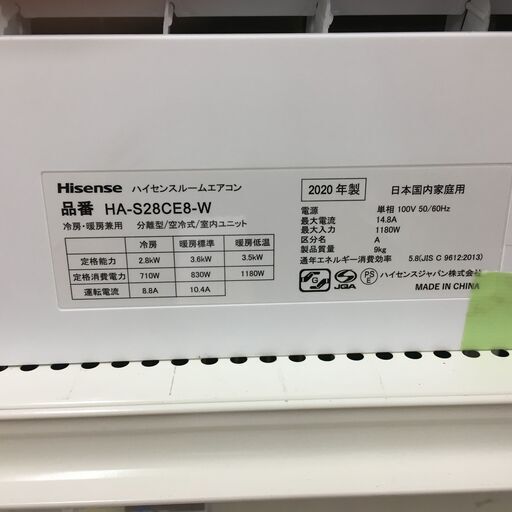 Hisense ハイセンスルームエアコン
品番 HA-S28CE8-W
冷房・暖房兼用 分離型/空冷式/室内ユニット
冷房 暖房標準 暖房低温
定格能力 2.8kW 3.6kW 3.5kW
定格消費電力 710W 830W 1180W
運転電流 8.8A 10.4A
2020 年製 日本国内家庭用
電源 単相 100V 50/60Hz
最大電流 14.8A
最大入力 1180W
区分名 A
通年エネルギー消費効率 5.8(JIS C 9612:2013)
製品質量 9kg
G JQA PS E ハイセンスジャパン株式会社
MADE IN CHINA